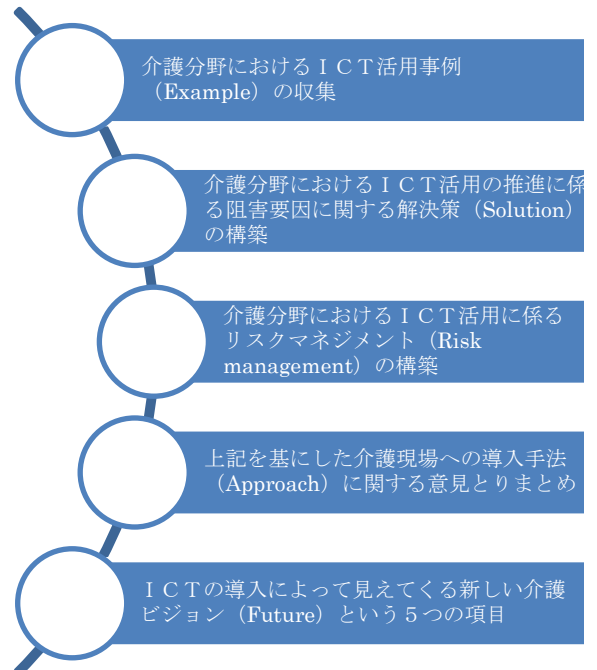 介護分野におけるＩＣＴ活用事例
（Example）の収集
介護分野におけるＩＣＴ活用の推進に係
る阻害要因に関する解決策（Solution）
の構築
介護分野におけるＩＣＴ活用に係る
リスクマネジメント（Risk
management）の構築
上記を基にした介護現場への導入手法
（Approach）に関する意見とりまとめ
ＩＣＴの導入によって見えてくる新しい介護
ビジョン（Future）という５つの項目